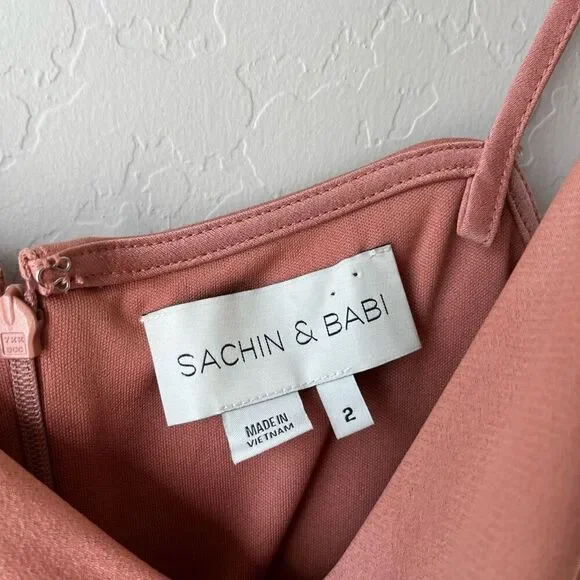 SACHIN & BABI
MADE IN
VIETNAM
2